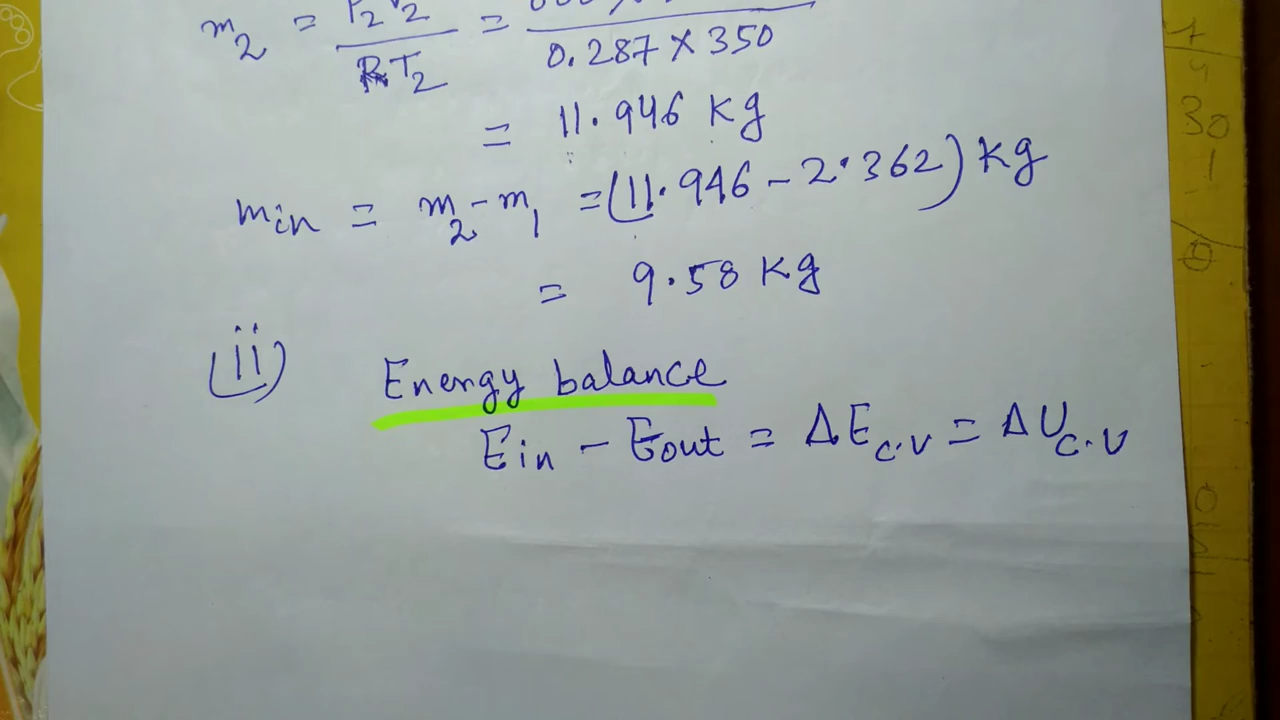 m₂ = P₂V₂/RT₂ = /0.287 × 350
= 11.946 kg
min = m₂ - m₁ = (11.946 - 2.362) kg
= 9.58 kg
(ii) Energy balance
Ein - Eout = ΔEC.V = ΔUC.V
30